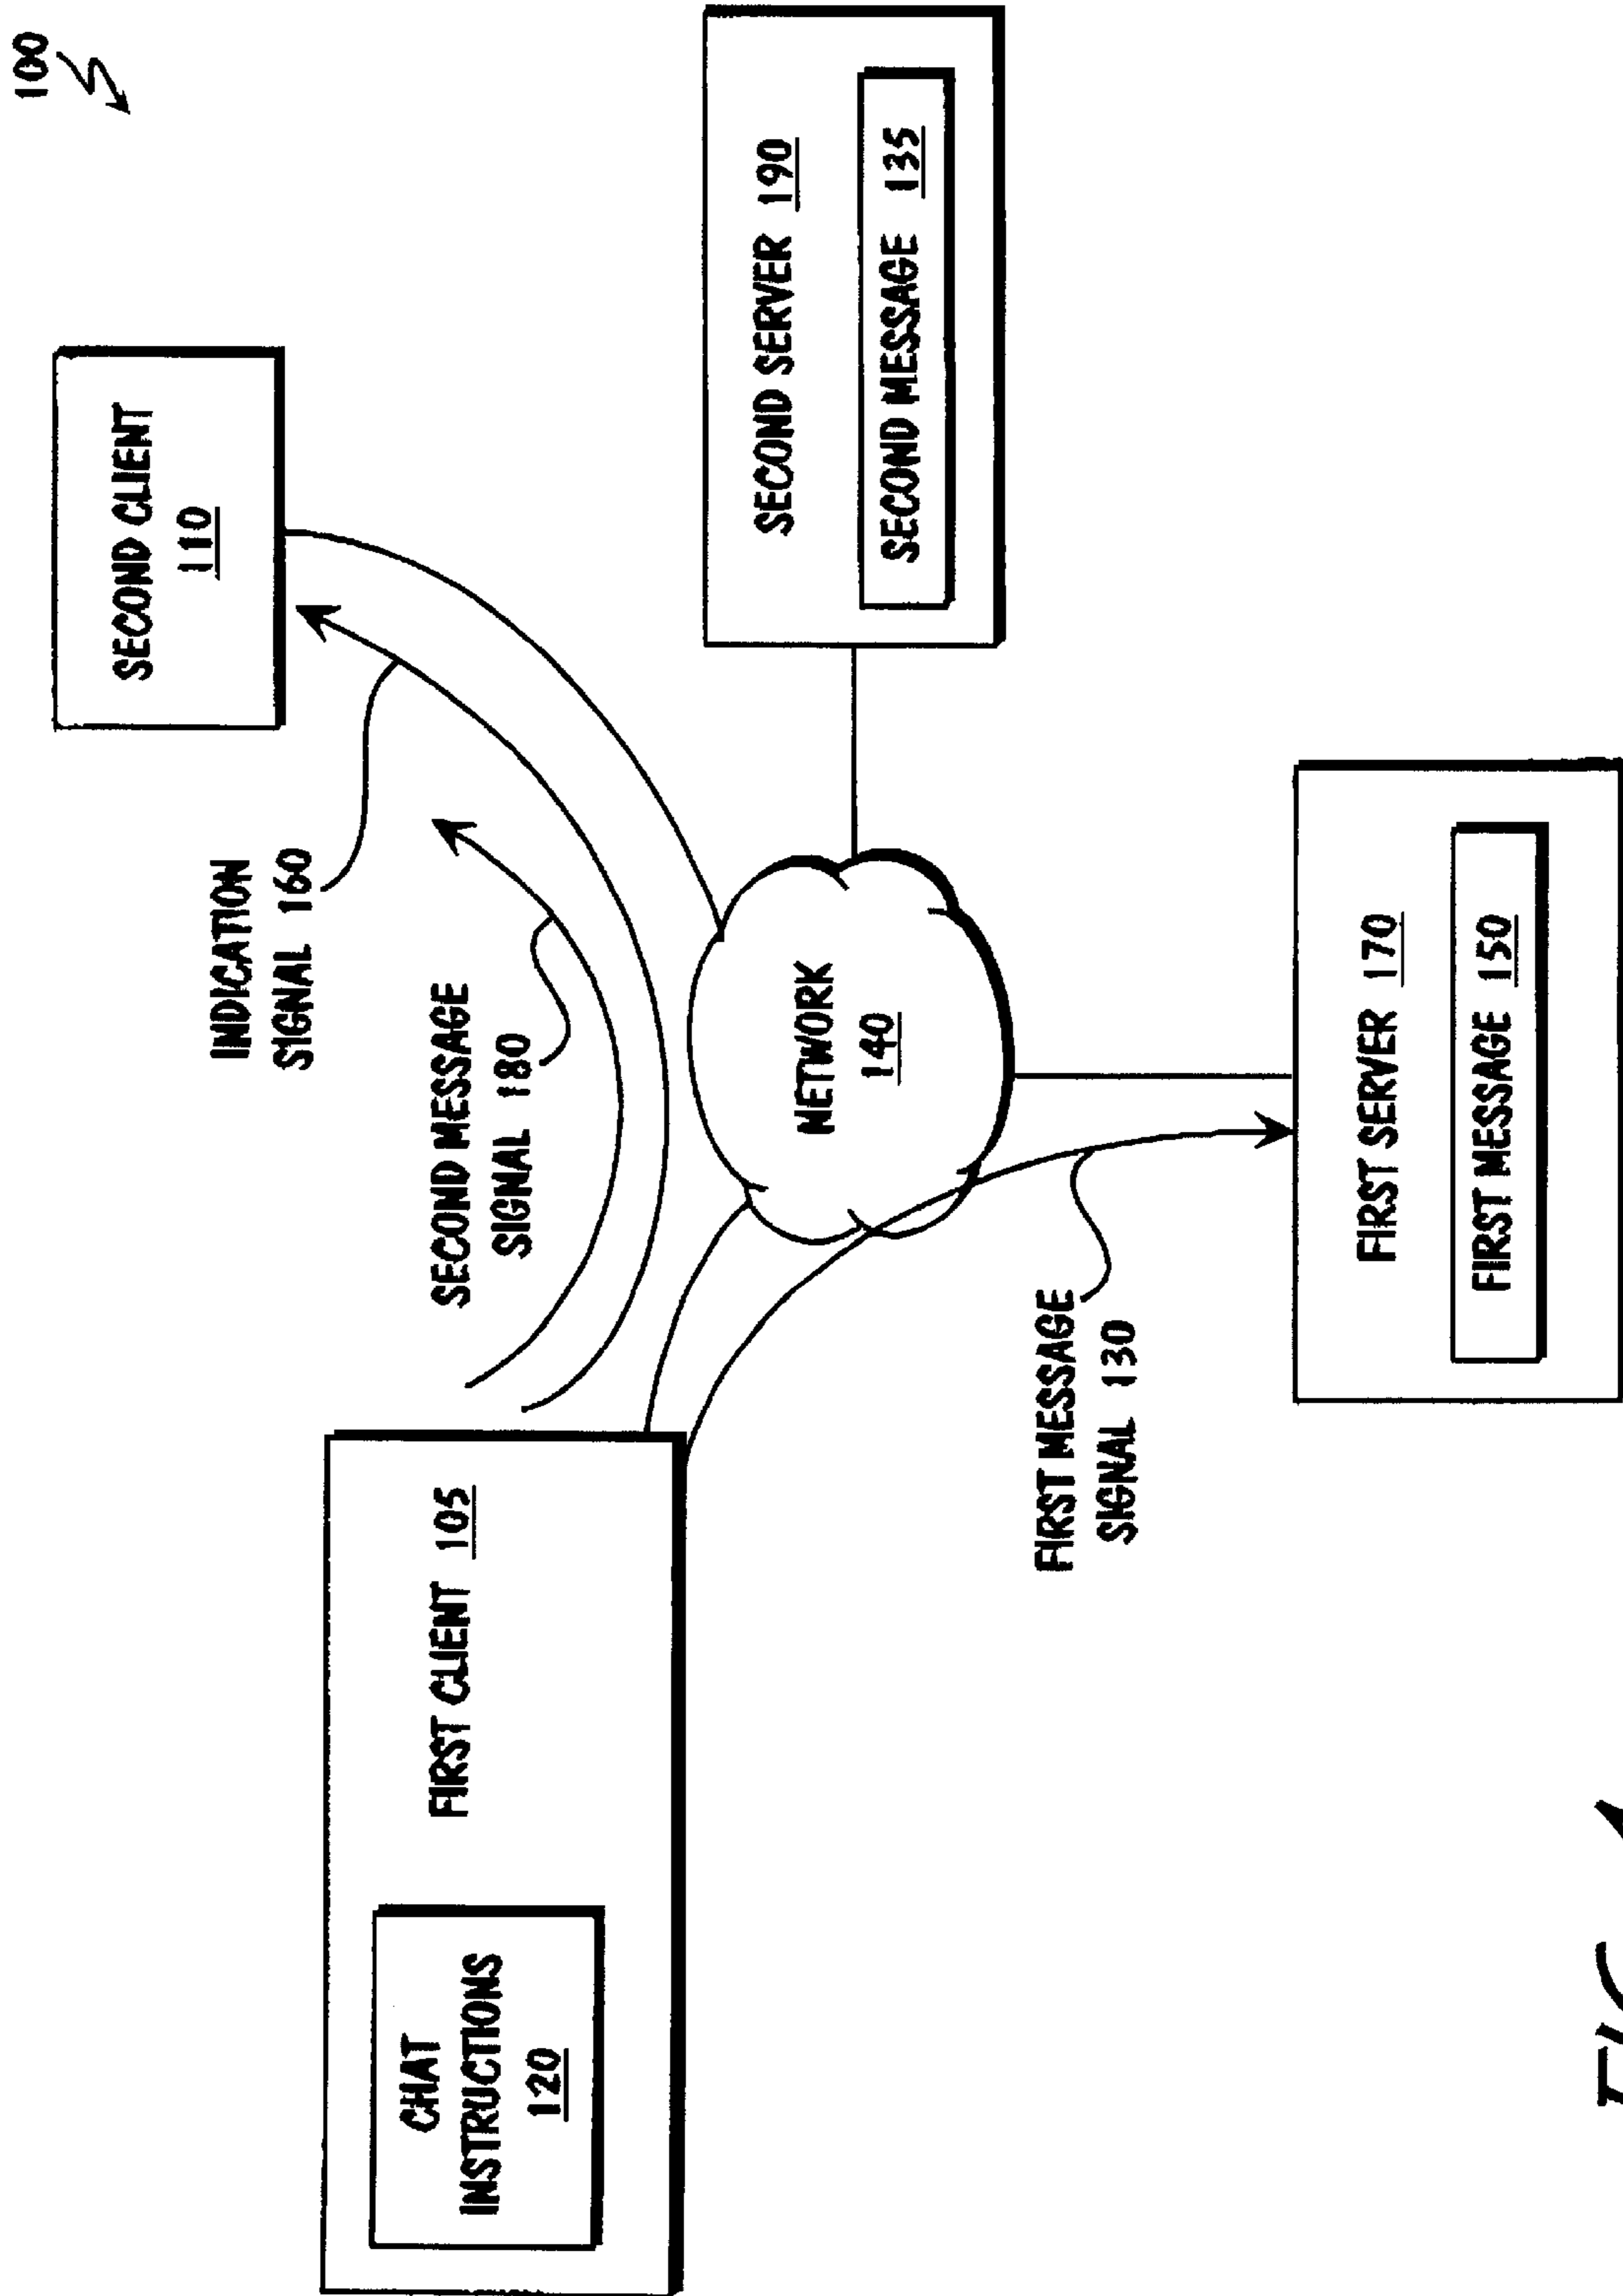 100
SECOND CLIENT
110
INDICATION
SIGNAL 160
SECOND MESSAGE
SIGNAL 180
SECOND SERVER 190
SECOND MESSAGE 135
NETWORK
140
FIRST CLIENT 105
CHAT
INSTRUCTIONS
120
FIRST MESSAGE
SIGNAL 130
FIRST SERVER 170
FIRST MESSAGE 150